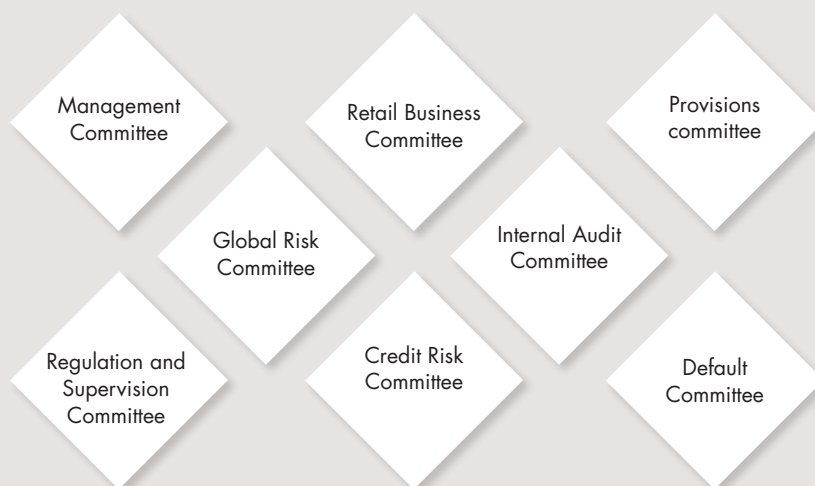 Management
Committee
Retail Business
Committee
Provisions
committee
Global Risk
Committee
Internal Audit
Committee
Regulation and
Supervision
Committee
Credit Risk
Committee
Default
Committee